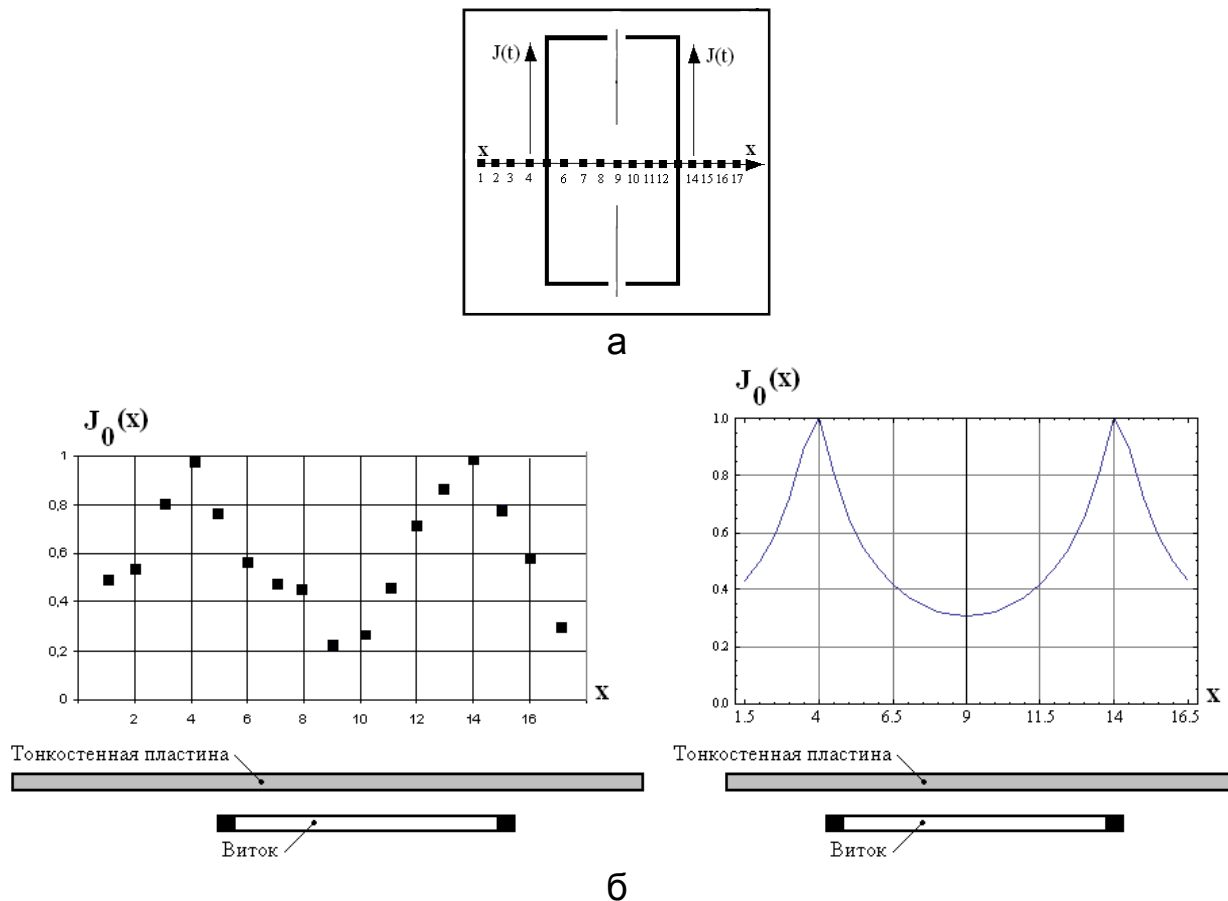 J(t) J(t)
x x
1 2 3 4 6 7 8 9 10 11 12 14 15 16 17
а
J0(x)
1
0,8
0,6
0,4
0,2
0
2 4 6 8 10 12 14 16
x
Тонкостенная пластина
Виток
J0(x)
1.0
0.8
0.6
0.4
0.2
0.0
1.5 4 6.5 9 11.5 14 16.5
x
Тонкостенная пластина
Виток
б